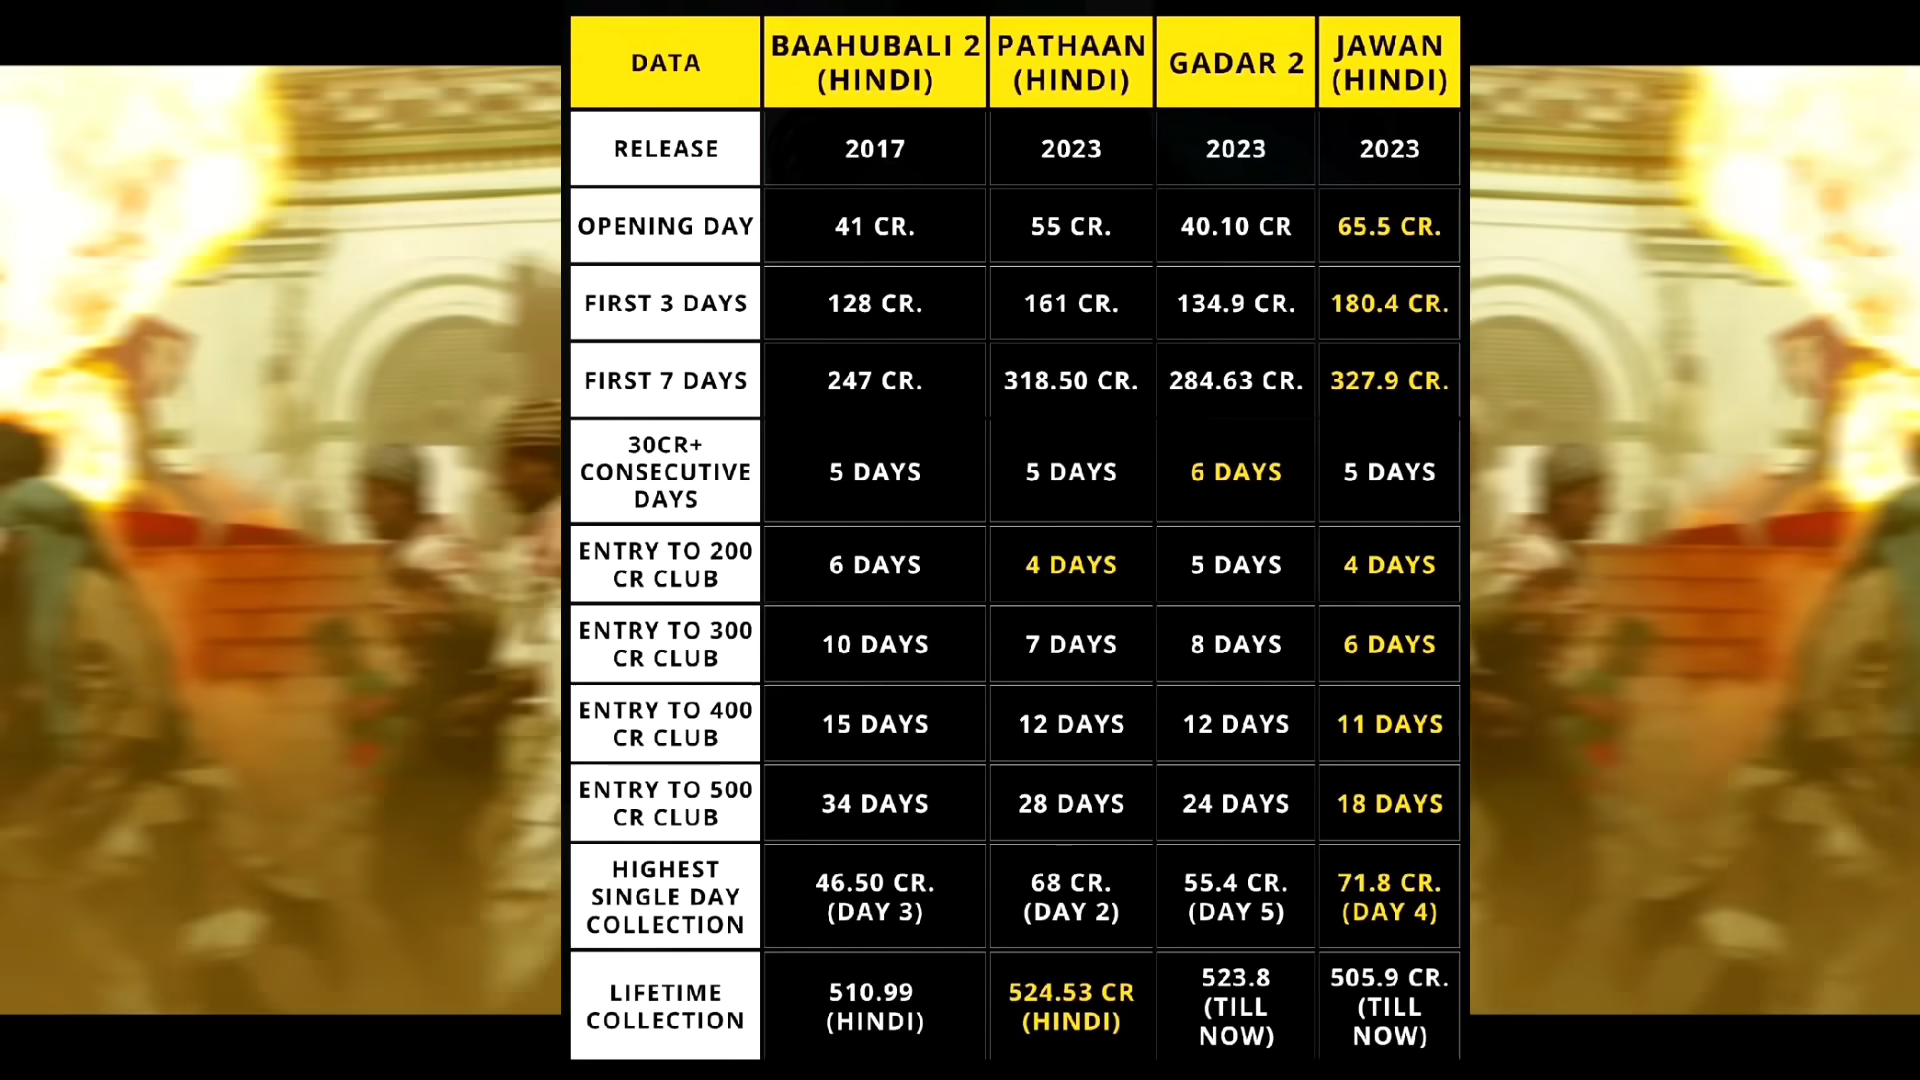 DATA
BAAHUBALI 2
(HINDI)
PATHAAN
(HINDI)
GADAR 2
JAWAN
(HINDI)
RELEASE
2017
2023
2023
2023
OPENING DAY
41 CR.
55 CR.
40.10 CR
65.5 CR.
FIRST 3 DAYS
128 CR.
161 CR.
134.9 CR.
180.4 CR.
FIRST 7 DAYS
247 CR.
318.50 CR.
284.63 CR.
327.9 CR.
30CR+
CONSECUTIVE
DAYS
5 DAYS
5 DAYS
6 DAYS
5 DAYS
ENTRY TO 200
CR CLUB
6 DAYS
4 DAYS
5 DAYS
4 DAYS
ENTRY TO 300
CR CLUB
10 DAYS
7 DAYS
8 DAYS
6 DAYS
ENTRY TO 400
CR CLUB
15 DAYS
12 DAYS
12 DAYS
11 DAYS
ENTRY TO 500
CR CLUB
34 DAYS
28 DAYS
24 DAYS
18 DAYS
HIGHEST
SINGLE DAY
COLLECTION
46.50 CR.
(DAY 3)
68 CR.
(DAY 2)
55.4 CR.
(DAY 5)
71.8 CR.
(DAY 4)
LIFETIME
COLLECTION
510.99
(HINDI)
524.53 CR
(HINDI)
523.8
(TILL
NOW)
505.9 CR.
(TILL
NOW)